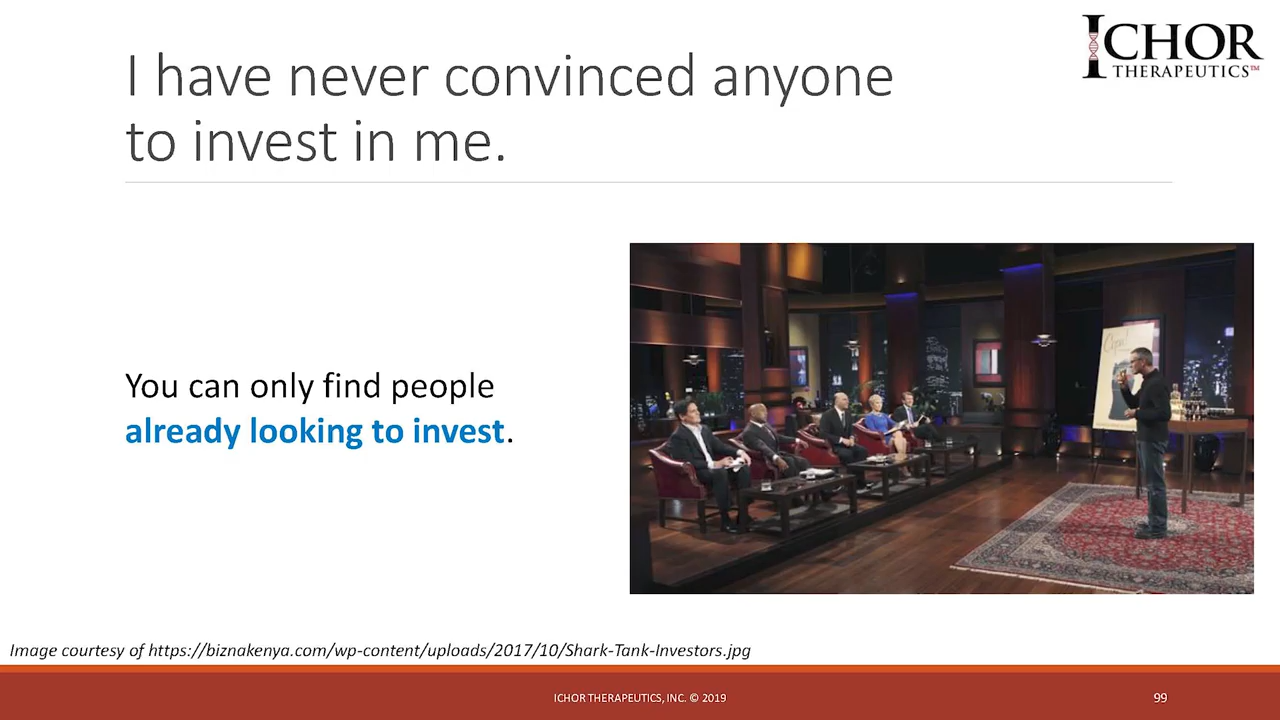 ICHOR
THERAPEUTICS™
I have never convinced anyone
to invest in me.
You can only find people
already looking to invest.
Image courtesy of https://biznakenya.com/wp-content/uploads/2017/10/Shark-Tank-Investors.jpg
ICHOR THERAPEUTICS, INC. © 2019
99